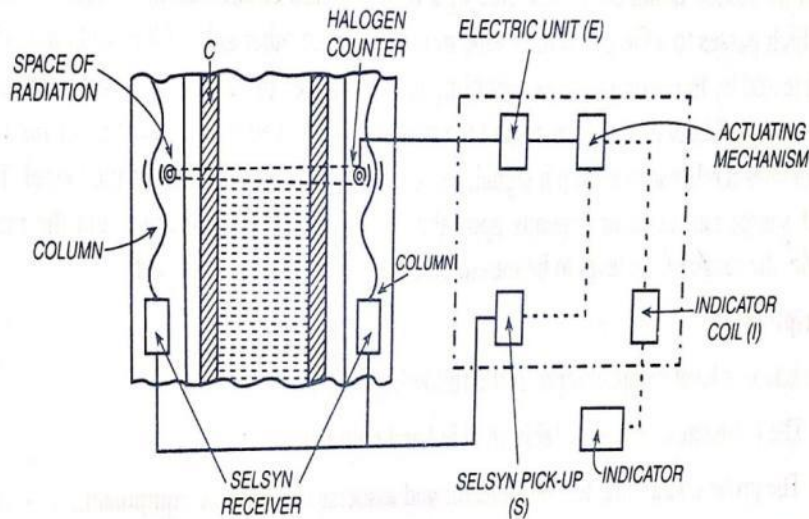 HALOGEN
COUNTER
ELECTRIC UNIT (E)
C
SPACE OF
RADIATION
ACTUATING
MECHANISM
COLUMN
COLUMN
INDICATOR
COIL (I)
SELSYN
RECEIVER
SELSYN PICK-UP
(S)
INDICATOR